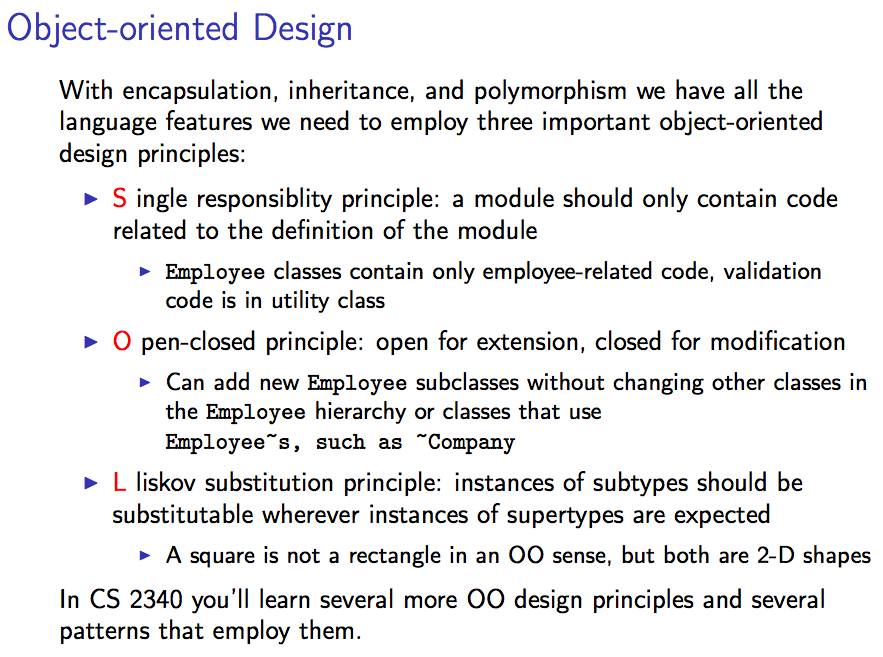 Object-oriented Design
With encapsulation, inheritance, and polymorphism we have all the
language features we need to employ three important object-oriented
design principles:
▶ S ingle responsiblity principle: a module should only contain code
related to the definition of the module
▶ Employee classes contain only employee-related code, validation
code is in utility class
▶ O pen-closed principle: open for extension, closed for modification
▶ Can add new Employee subclasses without changing other classes in
the Employee hierarchy or classes that use
Employee~s, such as ~Company
▶ L liskov substitution principle: instances of subtypes should be
substitutable wherever instances of supertypes are expected
▶ A square is not a rectangle in an OO sense, but both are 2-D shapes
In CS 2340 you'll learn several more OO design principles and several
patterns that employ them.